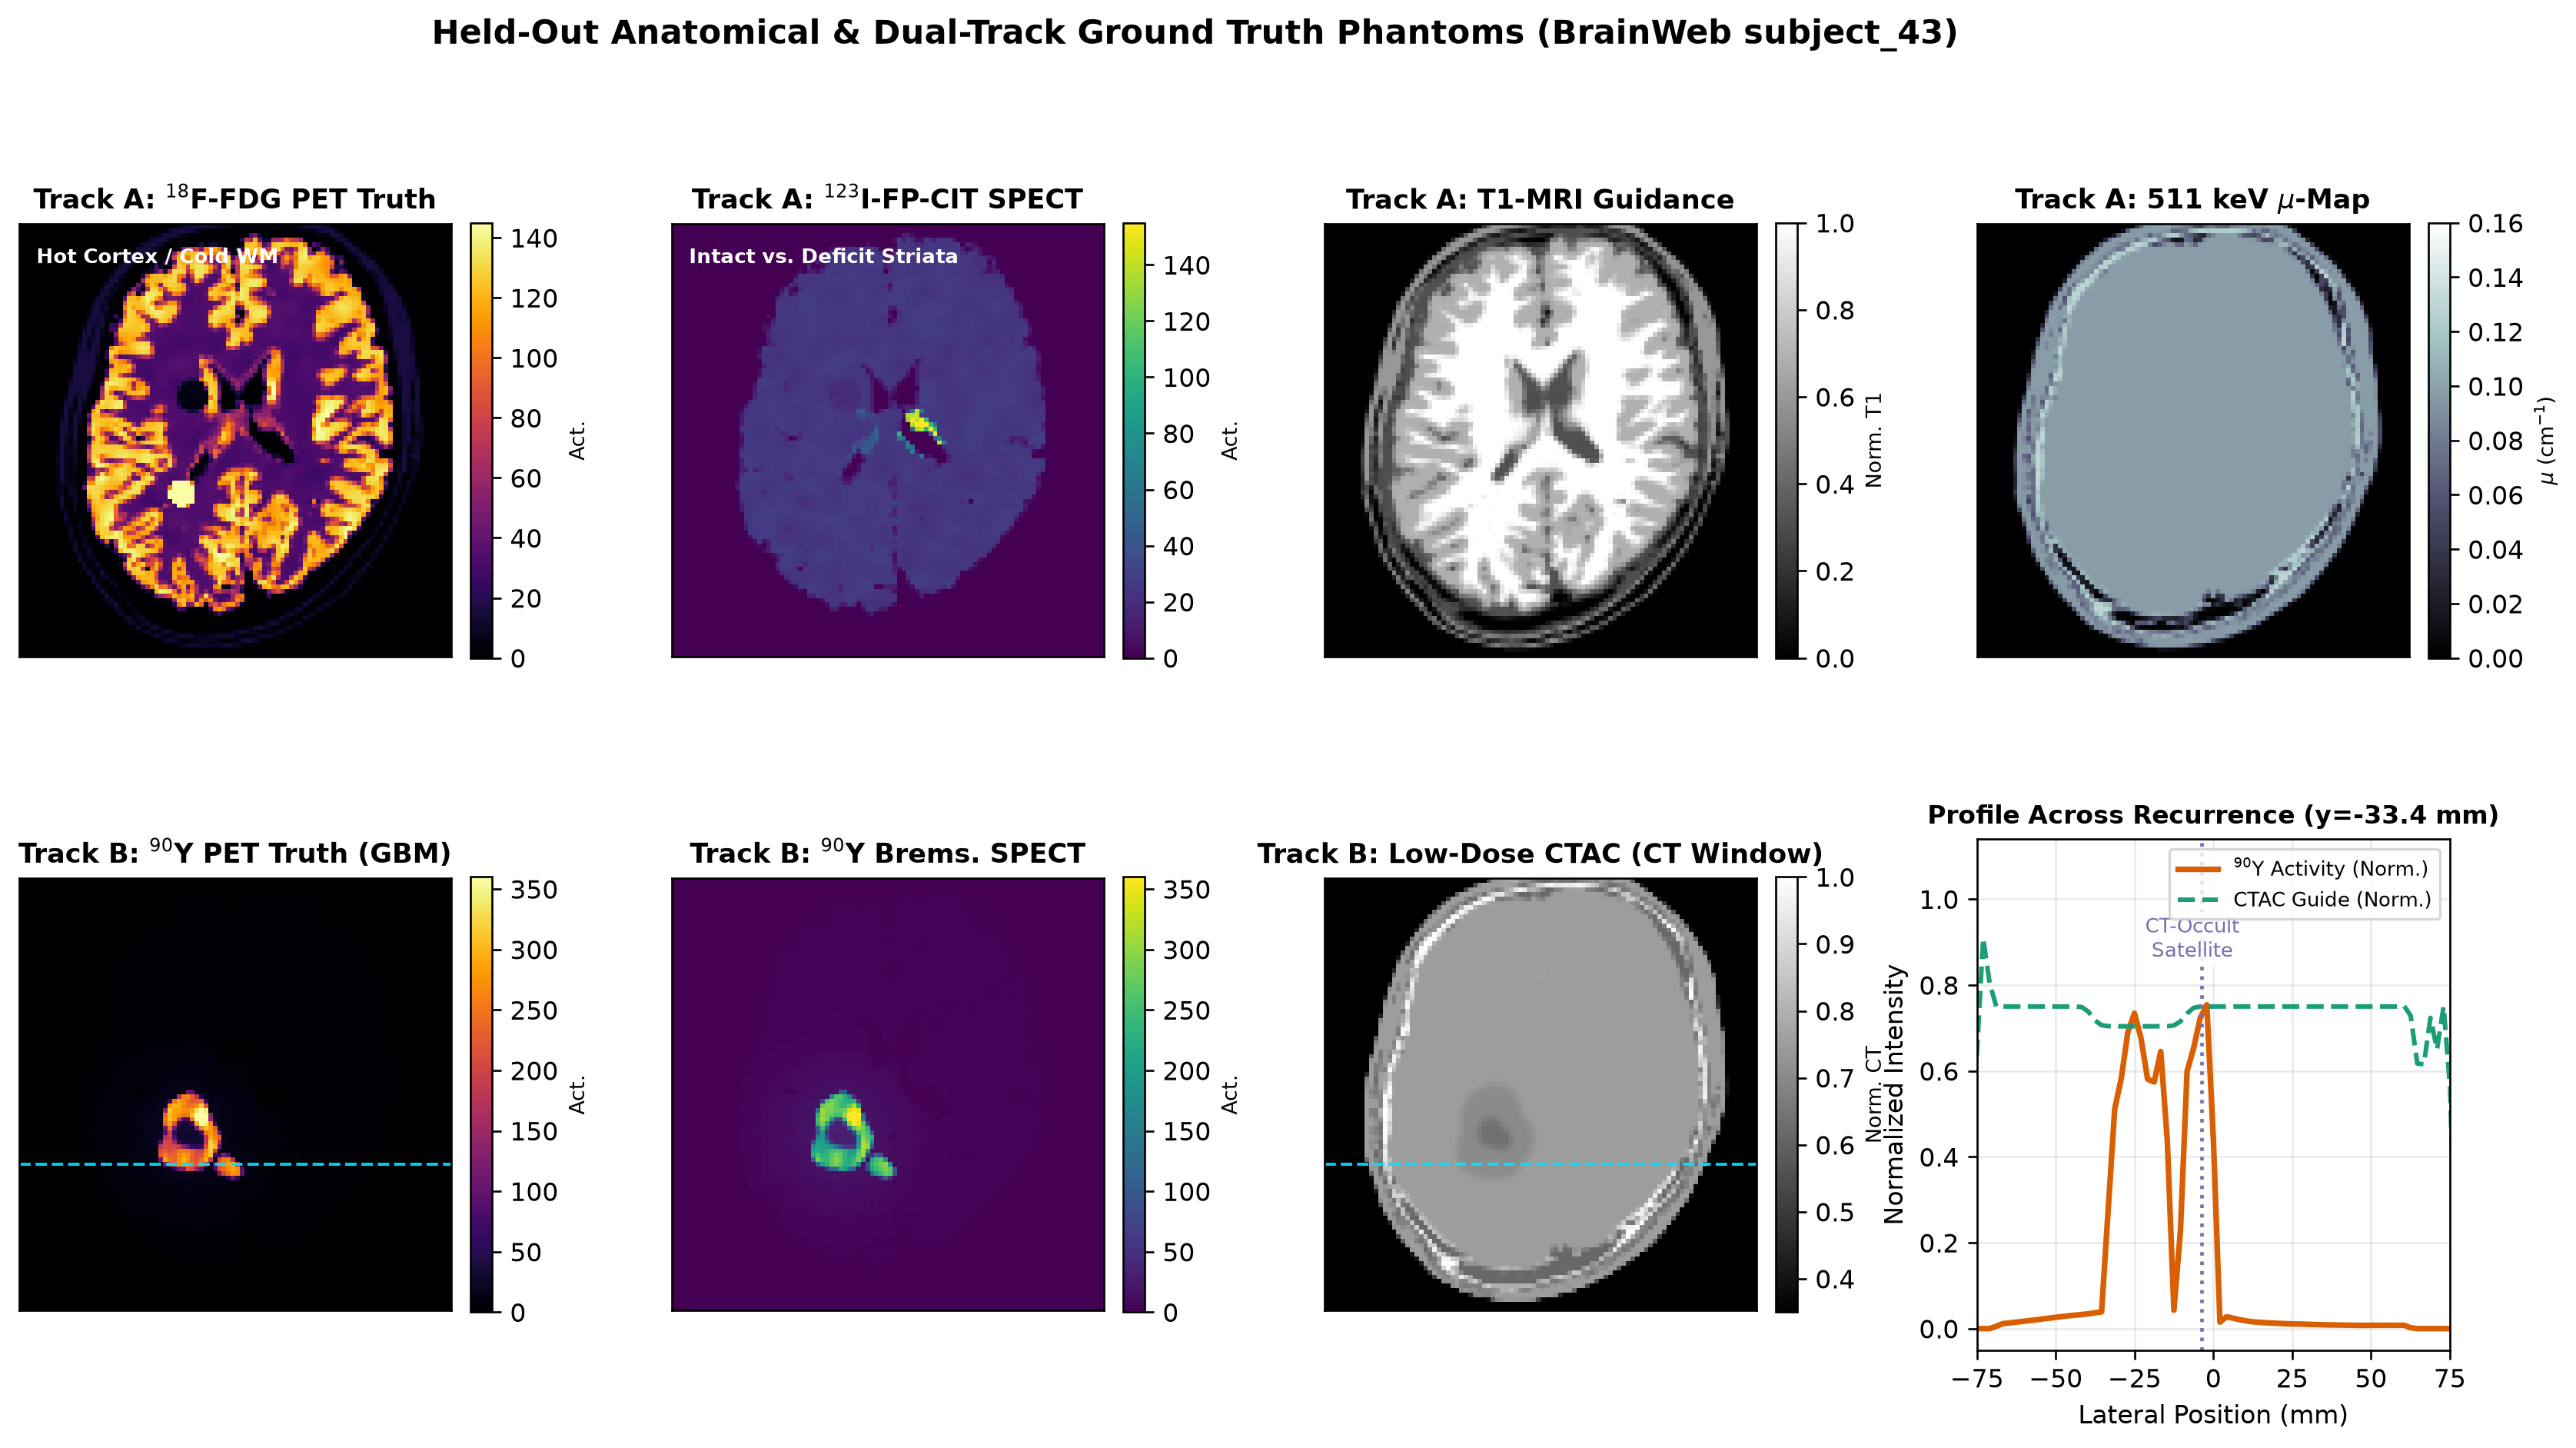 Held-Out Anatomical & Dual-Track Ground Truth Phantoms (BrainWeb subject_43)
Track A: ¹⁸F-FDG PET Truth
Hot Cortex / Cold WM
140
120
100
80
60
40
20
0
Act.
Track A: ¹²³I-FP-CIT SPECT
Intact vs. Deficit Striata
140
120
100
80
60
40
20
0
Act.
Track A: T1-MRI Guidance
1.0
0.8
0.6
0.4
0.2
0.0
Norm. T1
Track A: 511 keV μ-Map
0.16
0.14
0.12
0.10
0.08
0.06
0.04
0.02
0.00
μ (cm⁻¹)
Track B: ⁹⁰Y PET Truth (GBM)
350
300
250
200
150
100
50
0
Act.
Track B: ⁹⁰Y Brems. SPECT
350
300
250
200
150
100
50
0
Act.
Track B: Low-Dose CTAC (CT Window)
1.0
0.9
0.8
0.7
0.6
0.5
0.4
Norm. CT
Profile Across Recurrence (y=-33.4 mm)
⁹⁰Y Activity (Norm.)
CTAC Guide (Norm.)
CT-Occult
Satellite
Normalized Intensity
1.0
0.8
0.6
0.4
0.2
0.0
−75 −50 −25 0 25 50 75
Lateral Position (mm)